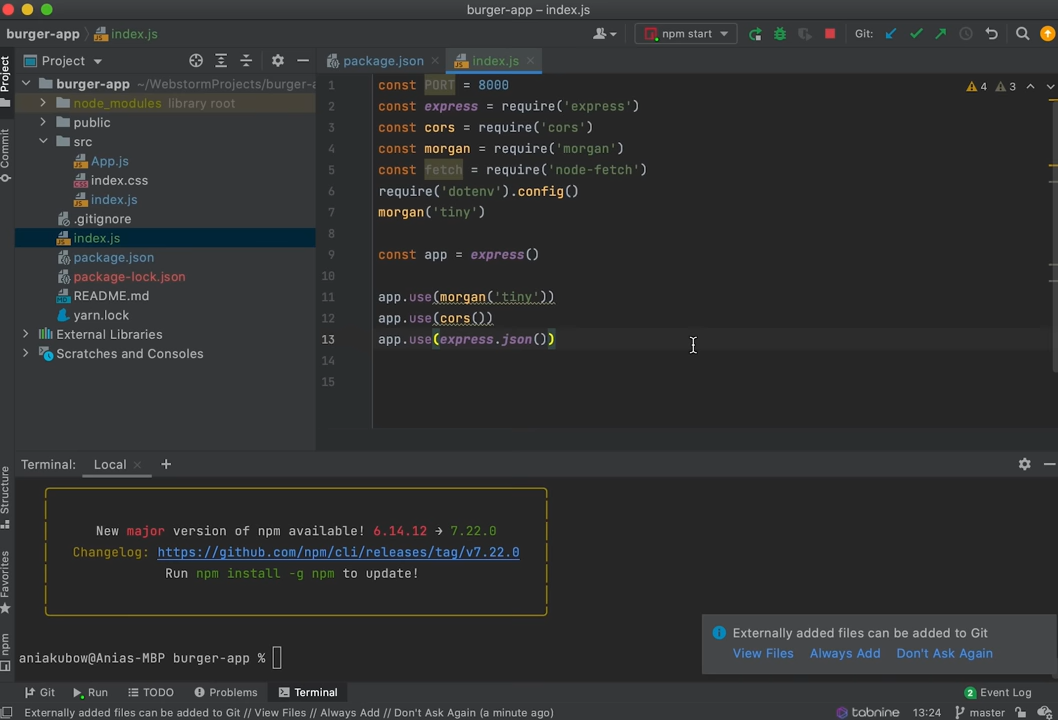 burger-app – index.js
burger-app index.js
npm start
Git:
Project
package.json
index.js
burger-app ~/WebstormProjects/burger-a
node_modules library root
public
src
App.js
index.css
index.js
.gitignore
index.js
package.json
package-lock.json
README.md
yarn.lock
External Libraries
Scratches and Consoles
Project
Commit
Structure
Favorites
npm
4 3
1 const PORT = 8000
2 const express = require('express')
3 const cors = require('cors')
4 const morgan = require('morgan')
5 const fetch = require('node-fetch')
6 require('dotenv').config()
7 morgan('tiny')
8
9 const app = express()
10
11 app.use(morgan('tiny'))
12 app.use(cors())
13 app.use(express.json())
14
15
Terminal: Local
New major version of npm available! 6.14.12 → 7.22.0
Changelog: https://github.com/npm/cli/releases/tag/v7.22.0
Run npm install -g npm to update!
aniakubow@Anias-MBP burger-app %
Externally added files can be added to Git
View Files Always Add Don't Ask Again
Git Run TODO Problems Terminal
2 Event Log
Externally added files can be added to Git // View Files // Always Add // Don't Ask Again (a minute ago)
tabnine 13:24 master